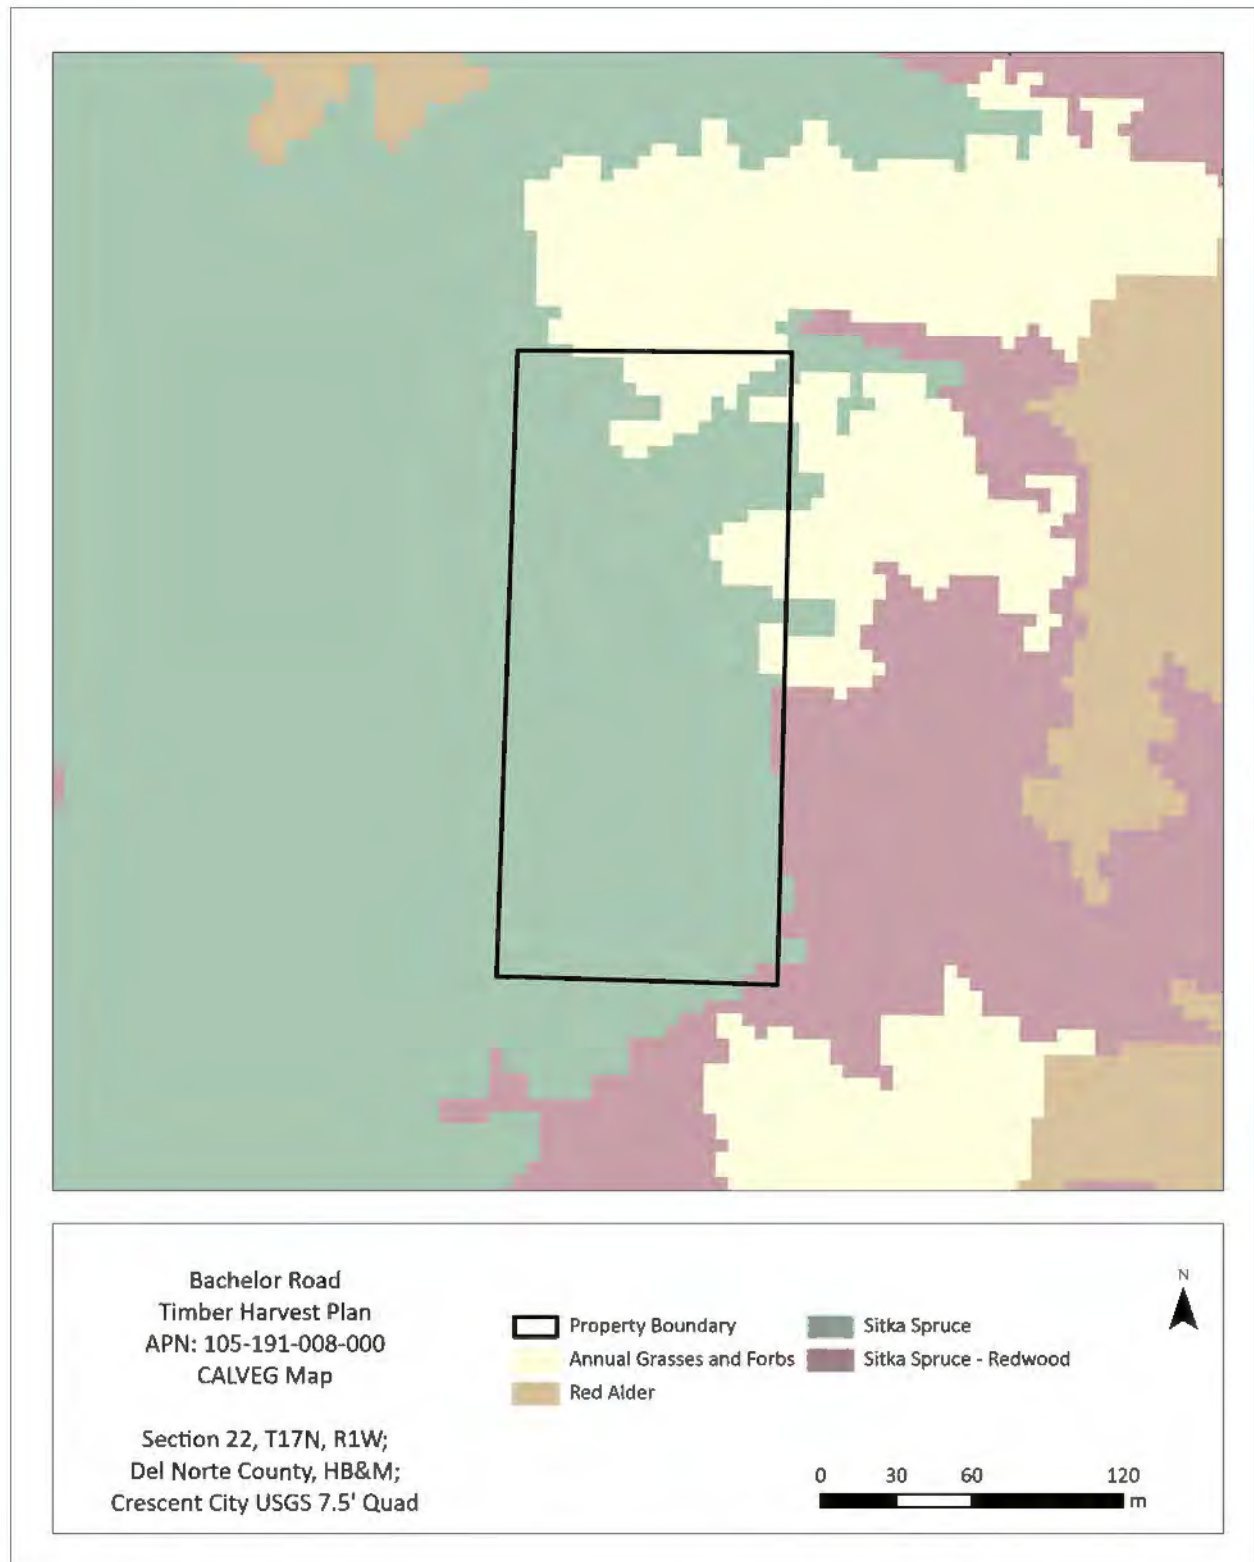 Bachelor Road
Timber Harvest Plan
APN: 105-191-008-000
CALVEG Map
Section 22, T17N, R1W;
Del Norte County, HB&M;
Crescent City USGS 7.5' Quad
Property Boundary
Annual Grasses and Forbs
Red Alder
Sitka Spruce
Sitka Spruce - Redwood
N
0 30 60 120
m